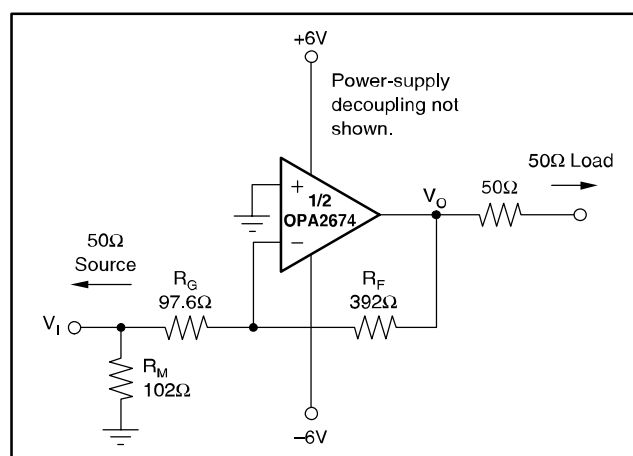 +6V
Power-supply
decoupling not
shown.
50Ω Load
+
1/2
OPA2674
−
V_O
50Ω
50Ω
Source
R_G
97.6Ω
R_F
392Ω
V_I
R_M
102Ω
−6V